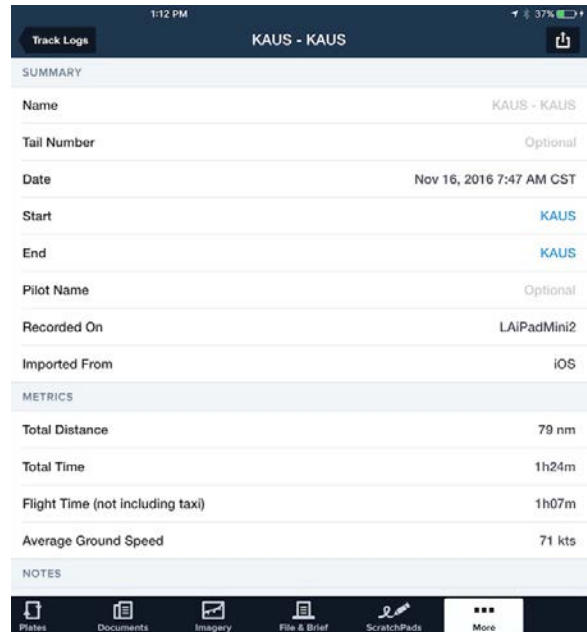 1:12 PM 37%
Track Logs KAUS - KAUS
SUMMARY
Name KAUS - KAUS
Tail Number Optional
Date Nov 16, 2016 7:47 AM CST
Start KAUS
End KAUS
Pilot Name Optional
Recorded On LAiPadMini2
Imported From iOS
METRICS
Total Distance 79 nm
Total Time 1h24m
Flight Time (not including taxi) 1h07m
Average Ground Speed 71 kts
NOTES
Plates Documents Imagery File & Brief ScratchPads More